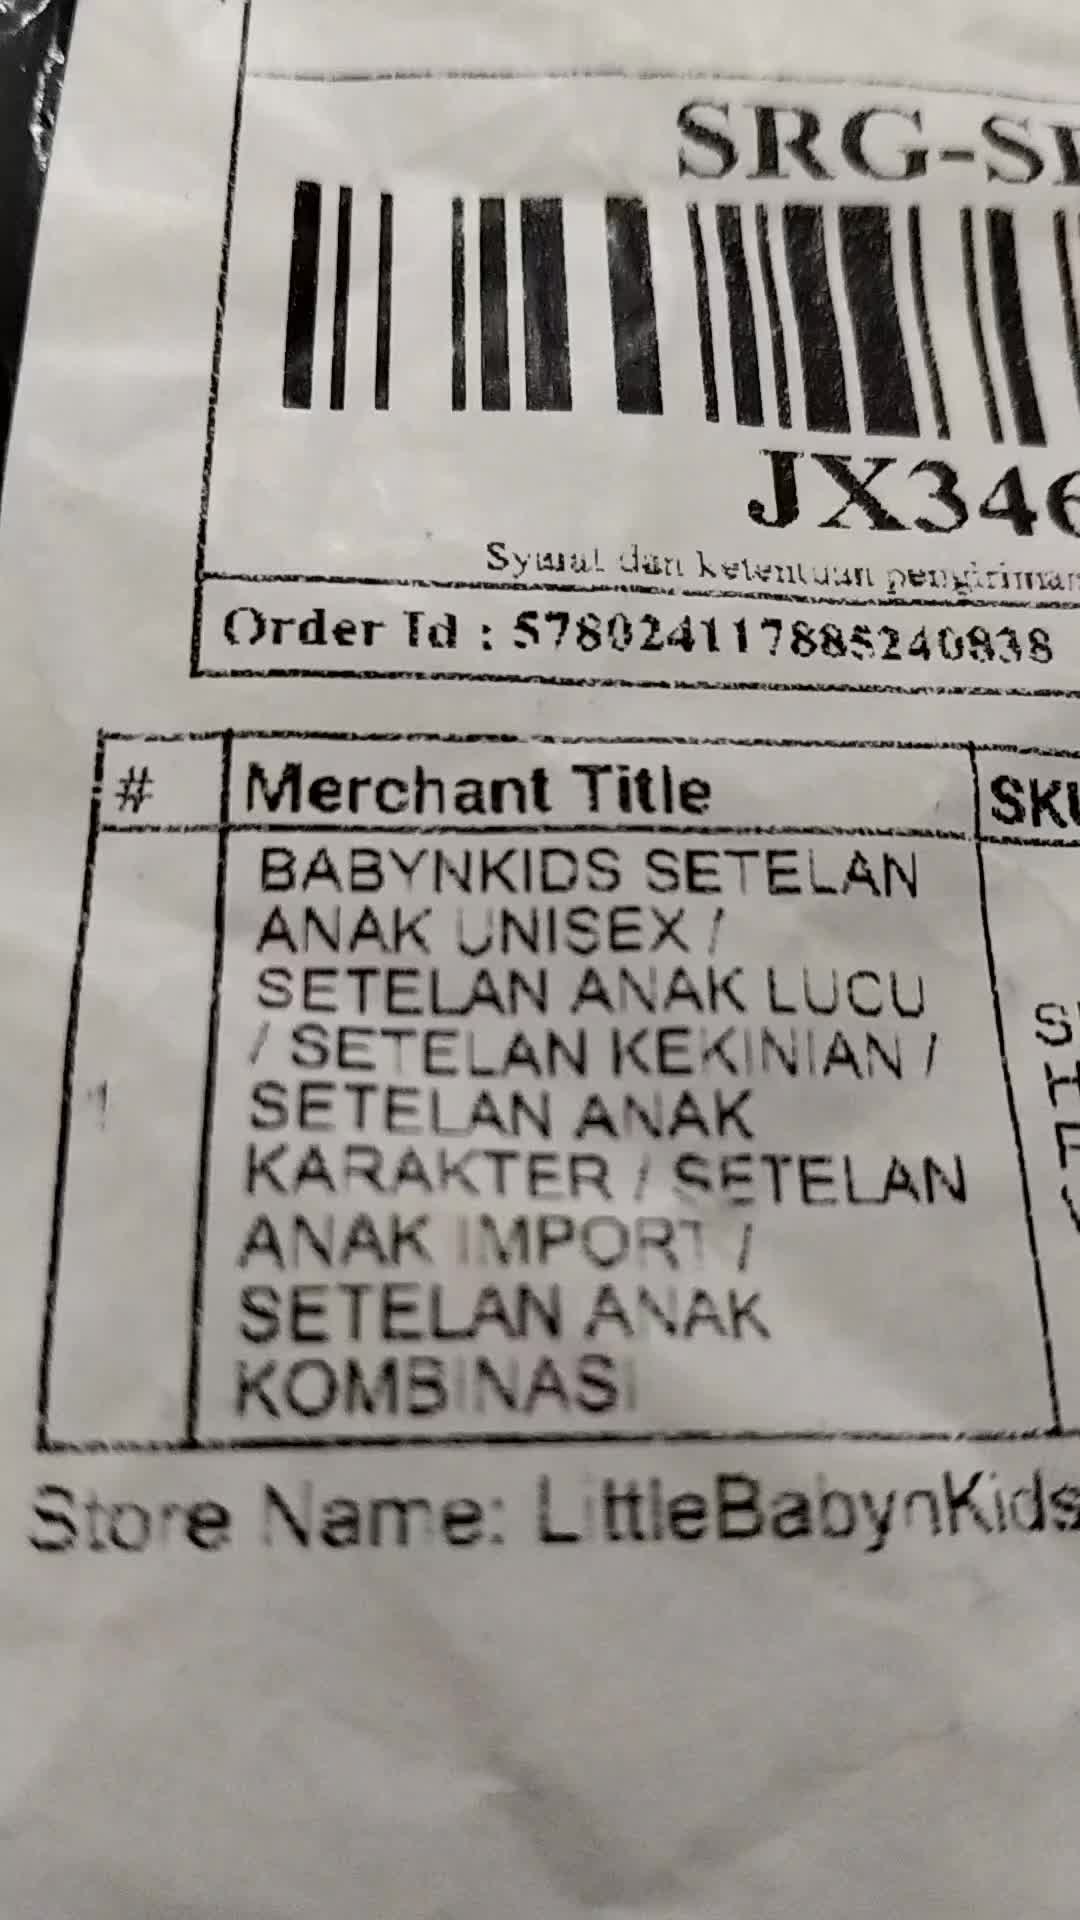 SRG-S
JX346
Syarat dan ketentuan pengiriman
Order Id : 578024117885240838
# Merchant Title SKU
1
BABYNKIDS SETELAN
ANAK UNISEX /
SETELAN ANAK LUCU
/ SETELAN KEKINIAN /
SETELAN ANAK
KARAKTER / SETELAN
ANAK IMPORT /
SETELAN ANAK
KOMBINASI
Store Name: LittleBabynKids